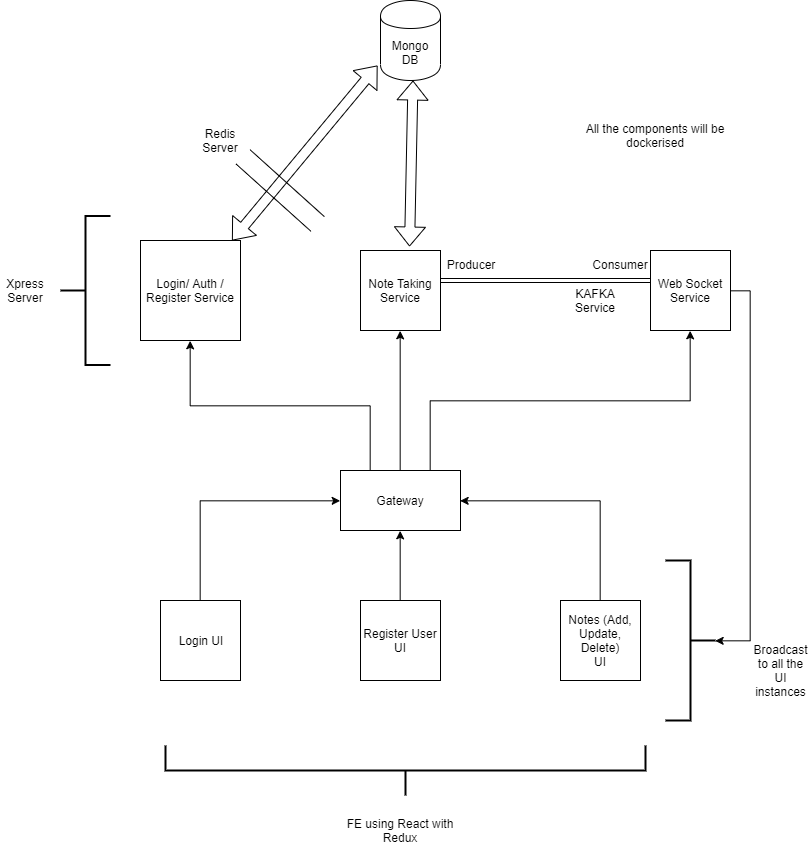 Mongo
DB
Redis
Server
All the components will be
dockerised
Xpress
Server
Login/ Auth /
Register Service
Note Taking
Service
Producer
Consumer
KAFKA
Service
Web Socket
Service
Gateway
Login UI
Register User
UI
Notes (Add,
Update,
Delete)
UI
Broadcast
to all the
UI
instances
FE using React with
Redux